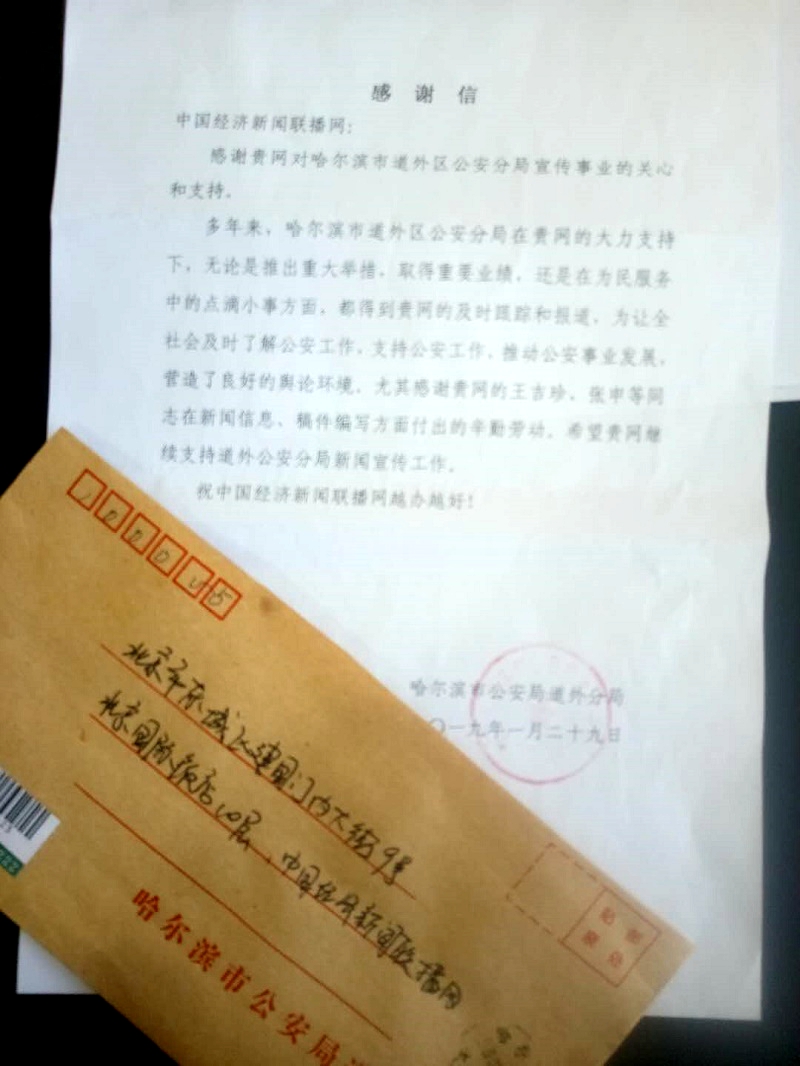 感谢信
中国经济新闻联播网：
感谢贵网对哈尔滨市道外区公安分局宣传事业的关心
和支持。
多年来，哈尔滨市道外区公安分局在贵网的大力支持
下，无论是推出重大举措，取得重要业绩，还是在为民服务
中的点滴小事方面，都得到贵网的及时跟踪和报道，为让全
社会及时了解公安工作，支持公安工作，推动公安事业发展，
营造了良好的舆论环境，尤其感谢贵网的王吉珍、张申等同
志在新闻信息、稿件编写方面付出的辛勤劳动。希望贵网继
续支持道外公安分局新闻宣传工作。
祝中国经济新闻联播网越办越好！
哈尔滨市公安局道外分局
〇一九年一月二十九日
北京市东城区建国门内大街9号
北京国际饭店10层
中国经济新闻联播网
贴邮
票处
哈尔滨市公安局